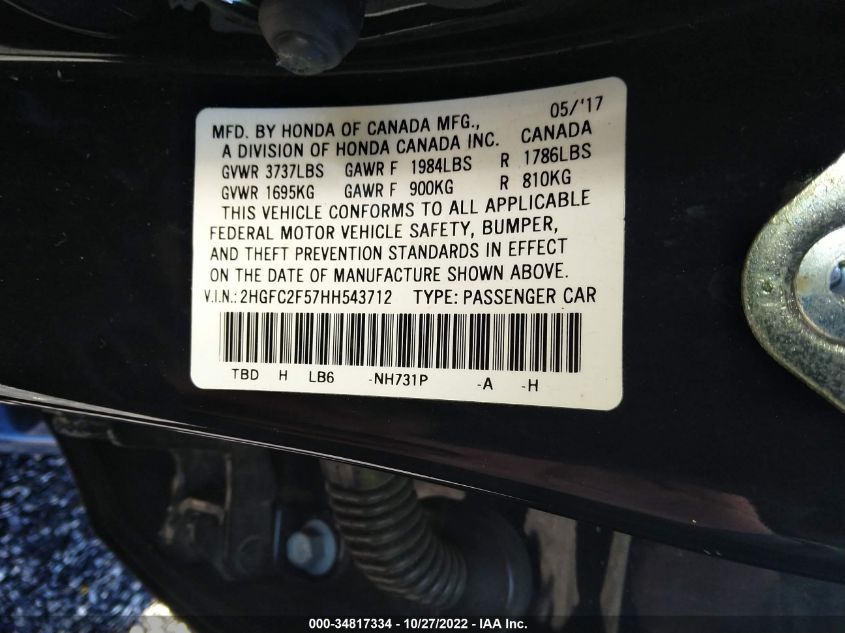 05/'17
MFD. BY HONDA OF CANADA MFG., CANADA
A DIVISION OF HONDA CANADA INC.
GVWR 3737LBS GAWR F 1984LBS R 1786LBS
GVWR 1695KG GAWR F 900KG R 810KG
THIS VEHICLE CONFORMS TO ALL APPLICABLE
FEDERAL MOTOR VEHICLE SAFETY, BUMPER,
AND THEFT PREVENTION STANDARDS IN EFFECT
ON THE DATE OF MANUFACTURE SHOWN ABOVE.
V.I.N.: 2HGFC2F57HH543712 TYPE: PASSENGER CAR
TBD H LB6 -NH731P -A -H
000-34817334 - 10/27/2022 - IAA Inc.